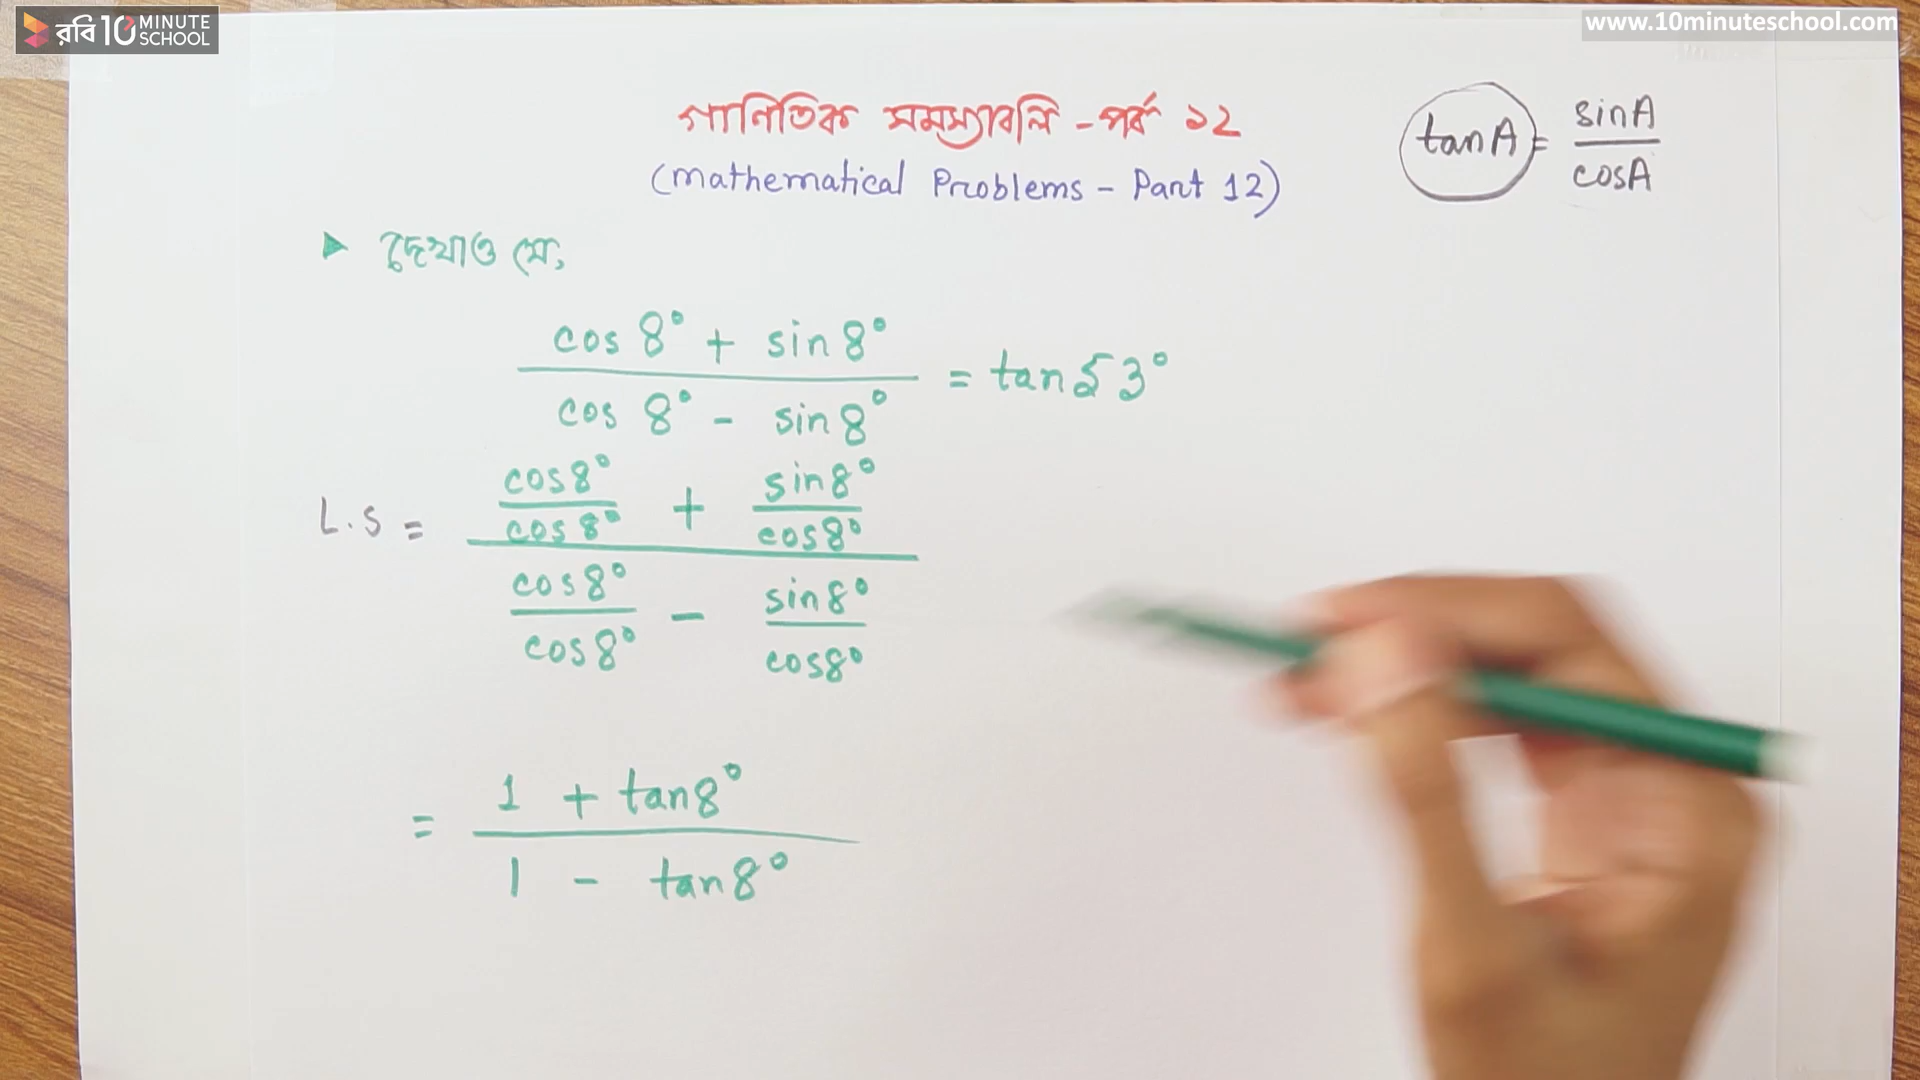 রবি 10 MINUTE SCHOOL
www.10minuteschool.com
গাণিতিক সমস্যাবলি - পর্ব ১২
(Mathematical Problems - Part 12)
tanA = sinA / cosA
▶ দেখাও যে,
cos 8° + sin 8°
cos 8° - sin 8°
= tan 53°
L.S =
cos8° / cos8° + sin8° / cos8°
cos8° / cos8° - sin8° / cos8°
=
1 + tan8°
1 - tan8°